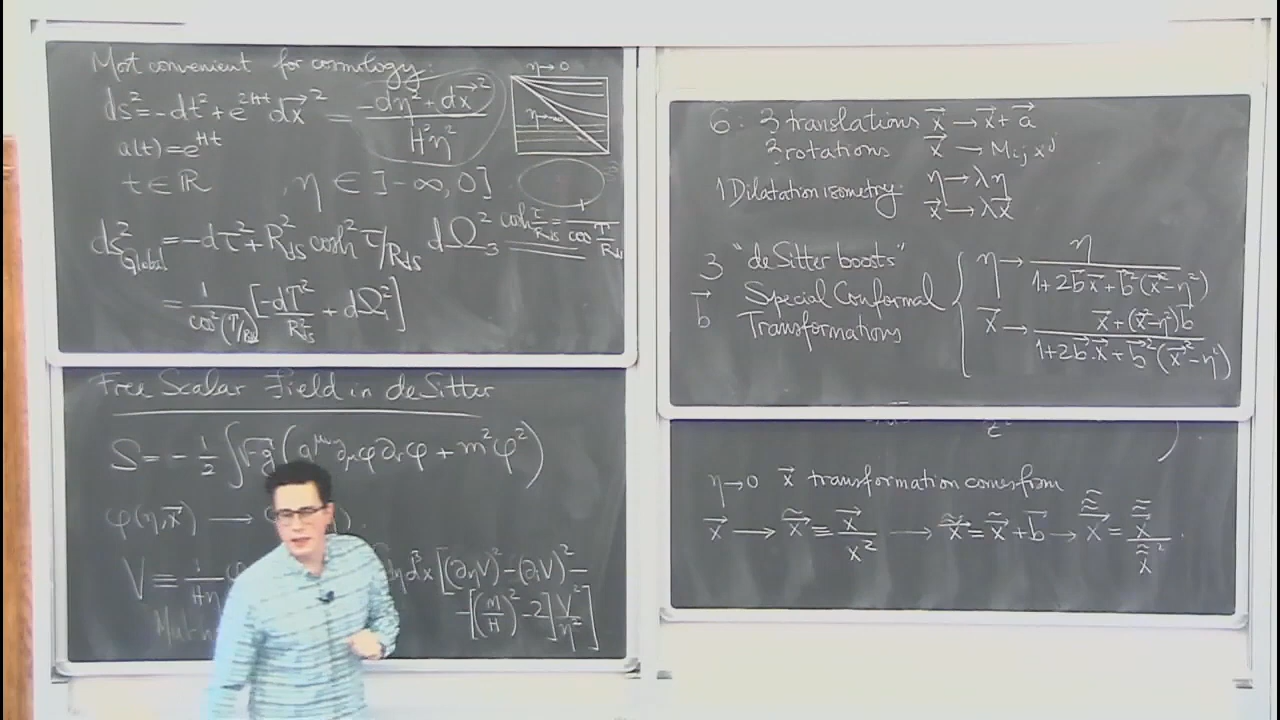 Most convenient for cosmology:
ds² = -dt² + e^{2Ht} dx⃗² = (-dη² + dx⃗²)/(H²η²)
a(t) = e^{Ht}
t ∈ ℝ , η ∈ ]-∞, 0]
η→0
ds²_Global = -dτ² + R²_ds cosh² τ/R_ds dΩ₃²
cosh τ/R_ds = 1/(cos T/R_ds)
= 1/(cos²(T/R_ds)) [-dT²/R²_ds + dΩ²]
Free Scalar Field in de Sitter
S = -1/2 ∫√-g (g^{μν} ∂_μφ ∂_νφ + m²φ²)
φ(η,x⃗) →
V ≡ 1/(Hη)
dη d³x [(∂_ηV)² - (∂_iV)² -
-[(m/H)² - 2] V²/η²]
6: 3 translations x⃗ → x⃗ + a⃗
3 rotations x⃗ → M_ij x^j
1 Dilatation isometry: η → λη
x⃗ → λx⃗
3 "de Sitter boosts" η → η/(1+2b⃗x⃗+b⃗²(x⃗²-η²))
b⃗ Special Conformal
Transformations x⃗ → (x⃗+(x⃗²-η²)b⃗)/(1+2b⃗·x⃗+b⃗²(x⃗²-η²))
η→0 x⃗ transformation comes from
x⃗ → x̃⃗ = x⃗/x² → x̃̃⃗ = x̃⃗ + b⃗ → x̃̃̃⃗ = x̃̃⃗/x̃̃⃗²